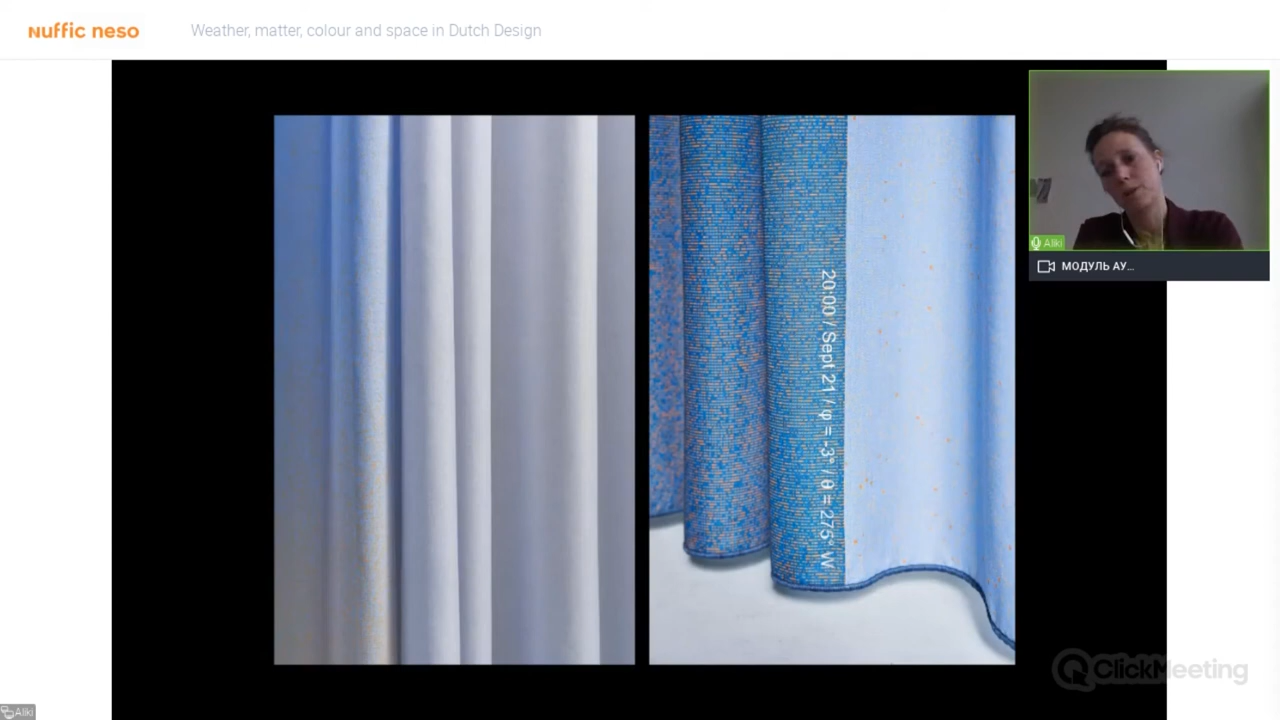 nuffic neso
Weather, matter, colour and space in Dutch Design
20:00 / Sept 21 / φ = -3° / θ = 275° W
Aliki
МОДУЛЬ АУ...
ClickMeeting
Aliki